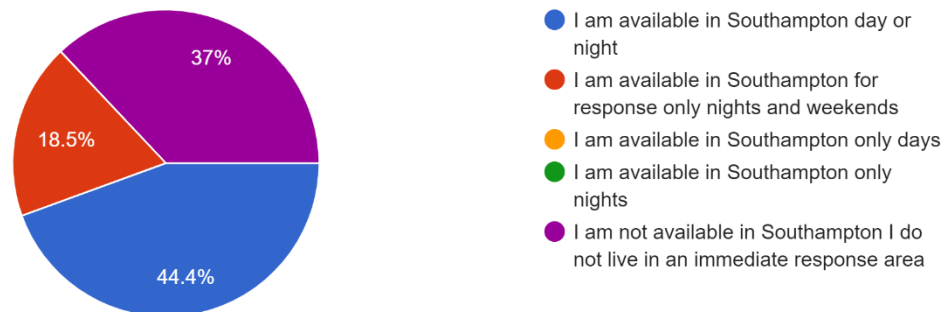 37%
18.5%
44.4%
I am available in Southampton day or
night
I am available in Southampton for
response only nights and weekends
I am available in Southampton only days
I am available in Southampton only
nights
I am not available in Southampton I do
not live in an immediate response area